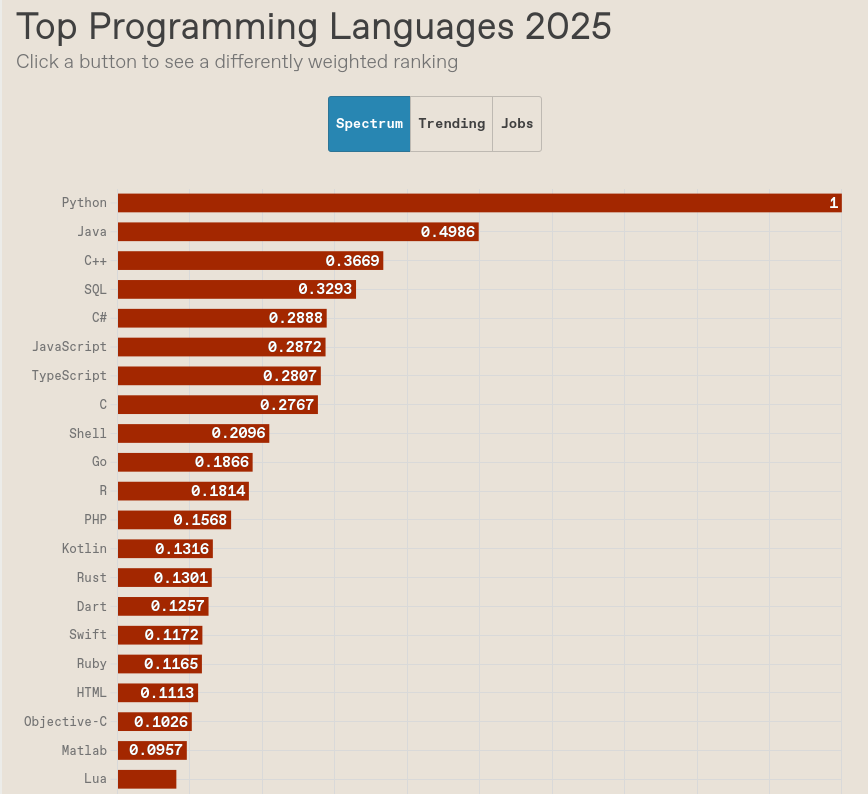 Top Programming Languages 2025
Click a button to see a differently weighted ranking
Spectrum Trending Jobs
Python 1
Java 0.4986
C++ 0.3669
SQL 0.3293
C# 0.2888
JavaScript 0.2872
TypeScript 0.2807
C 0.2767
Shell 0.2096
Go 0.1866
R 0.1814
PHP 0.1568
Kotlin 0.1316
Rust 0.1301
Dart 0.1257
Swift 0.1172
Ruby 0.1165
HTML 0.1113
Objective-C 0.1026
Matlab 0.0957
Lua